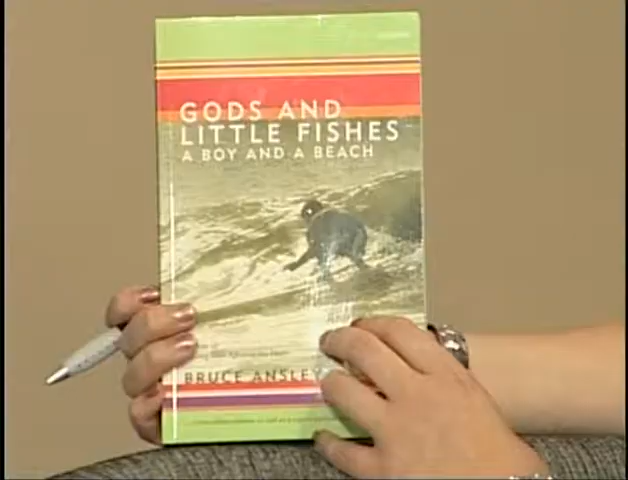 GODS AND
LITTLE FISHES
A BOY AND A BEACH
BRUCE ANSLEY